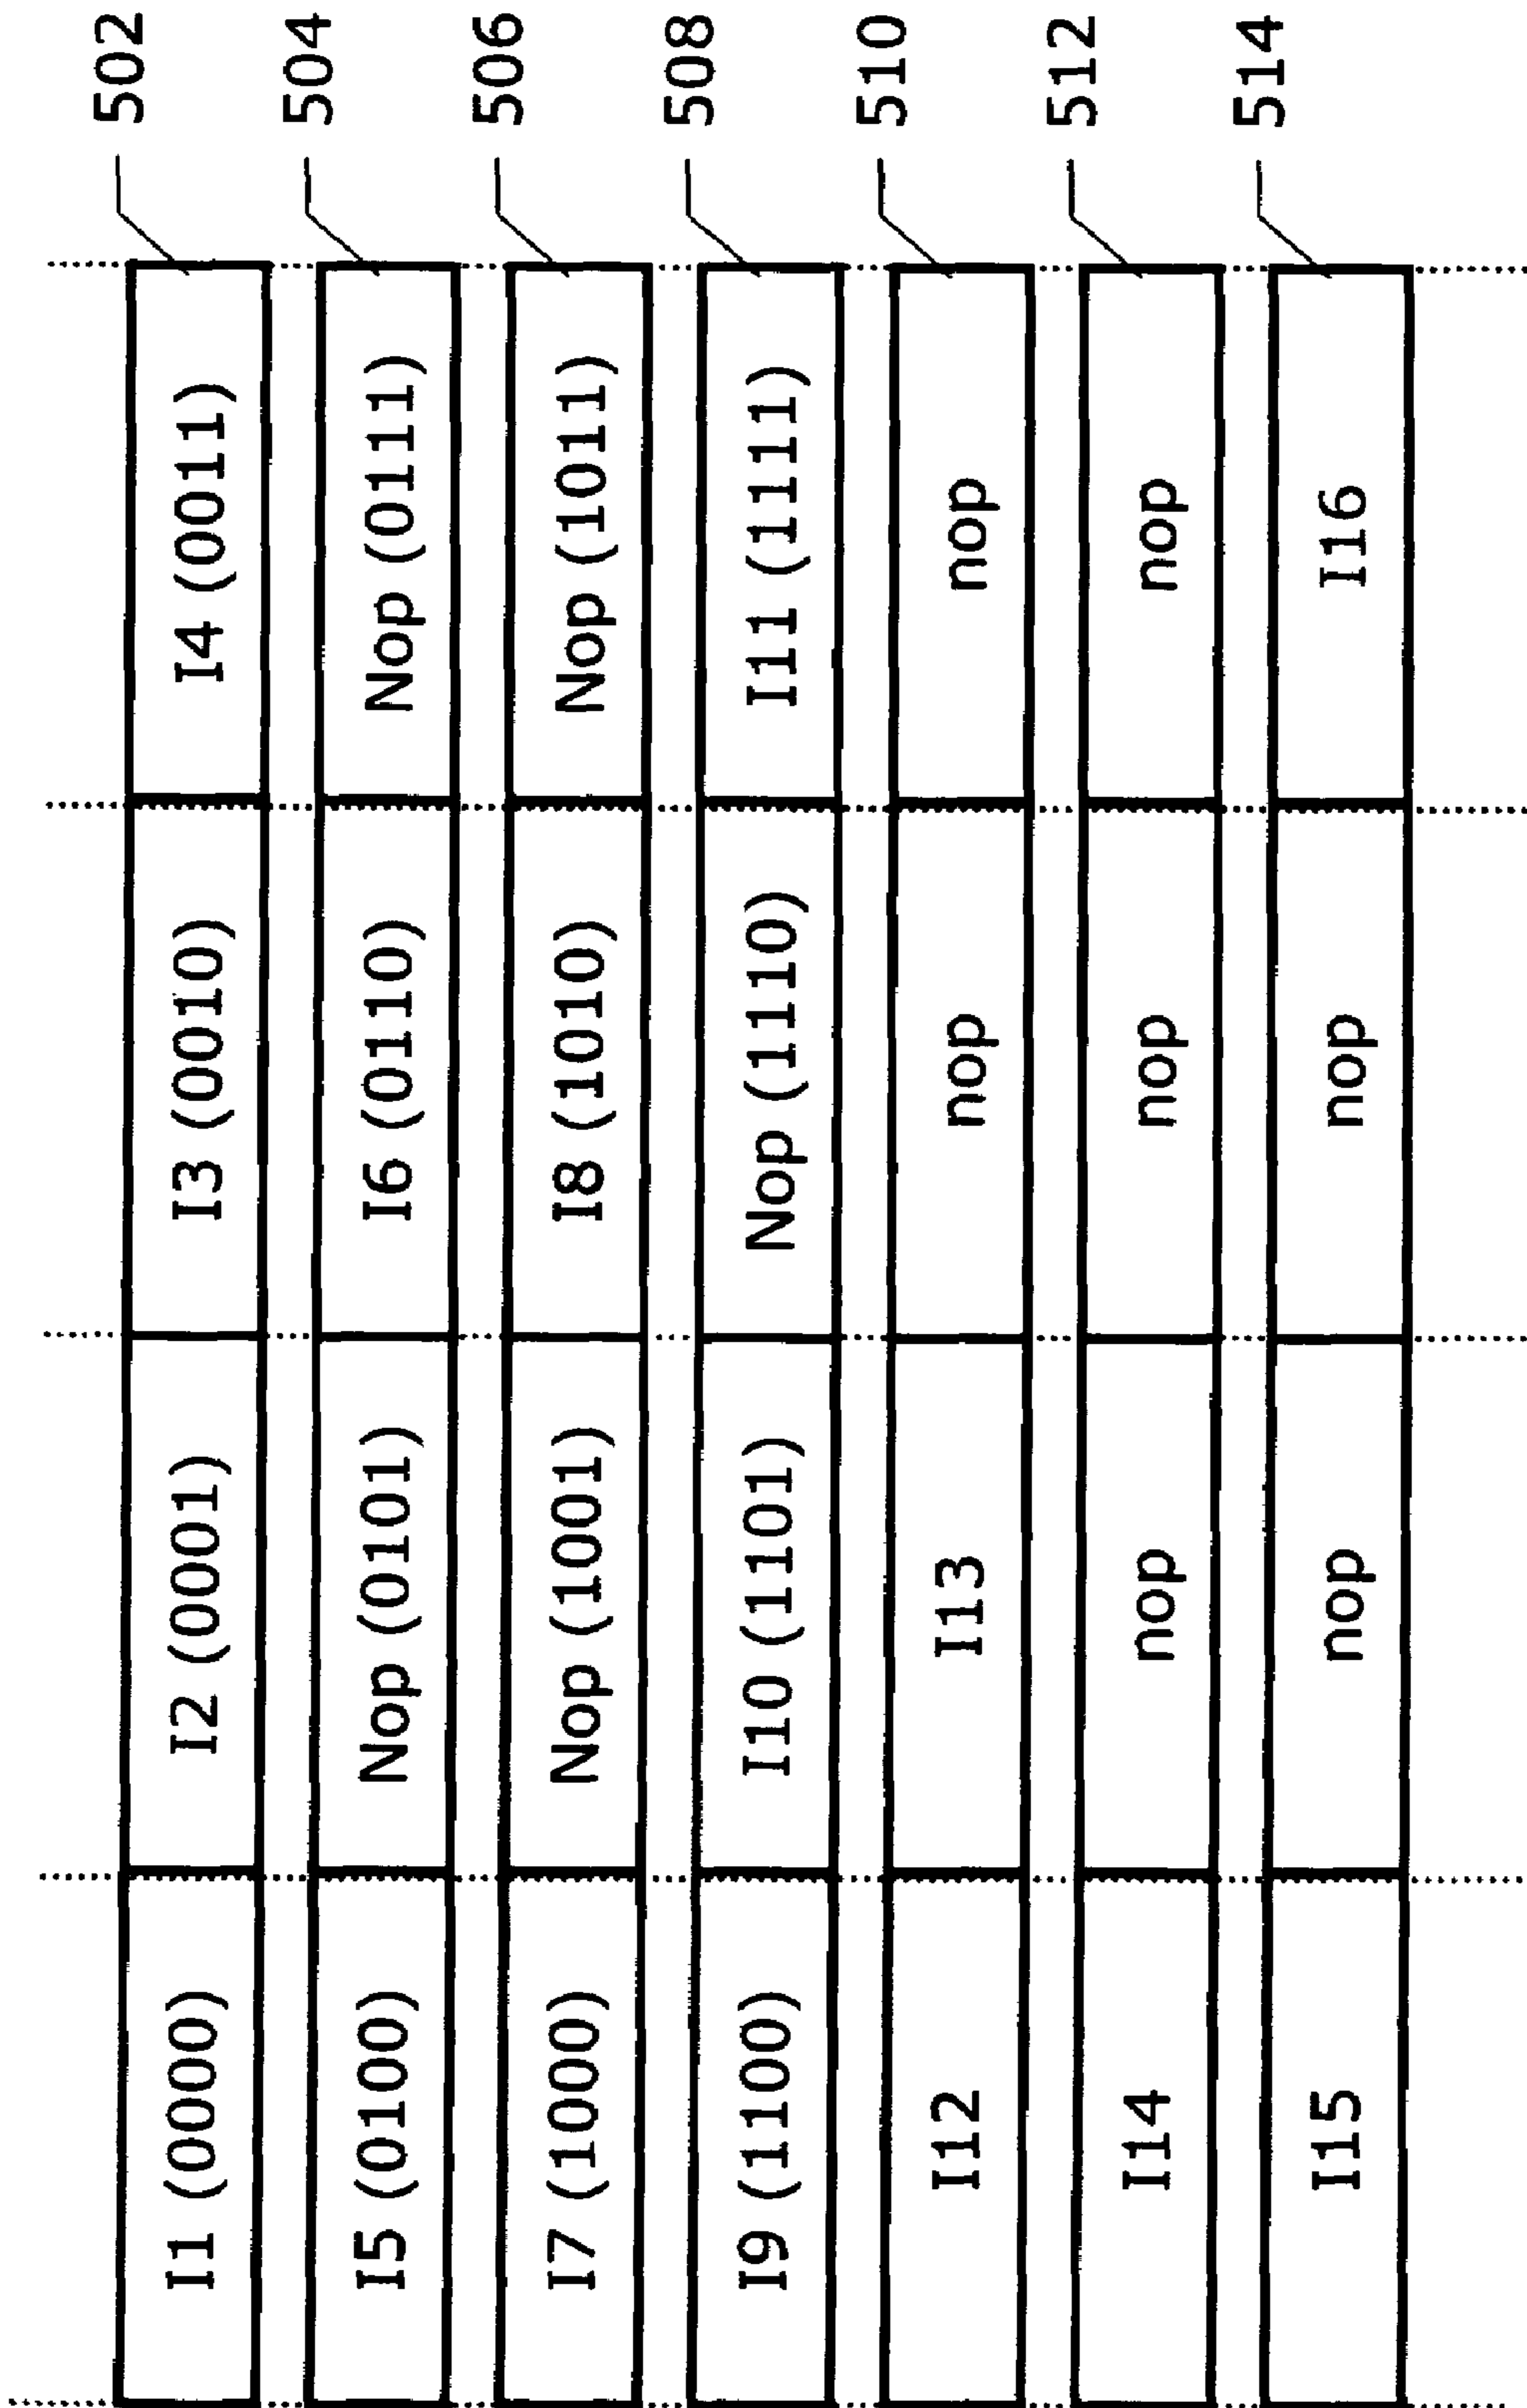 I1 (0000) I2 (0001) I3 (0010) I4 (0011) 502
I5 (0100) Nop (0101) I6 (0110) Nop (0111) 504
I7 (1000) Nop (1001) I8 (1010) Nop (1011) 506
I9 (1100) I10 (1101) Nop (1110) I11 (1111) 508
I12 I13 nop nop 510
I14 nop nop nop 512
I15 nop nop I16 514